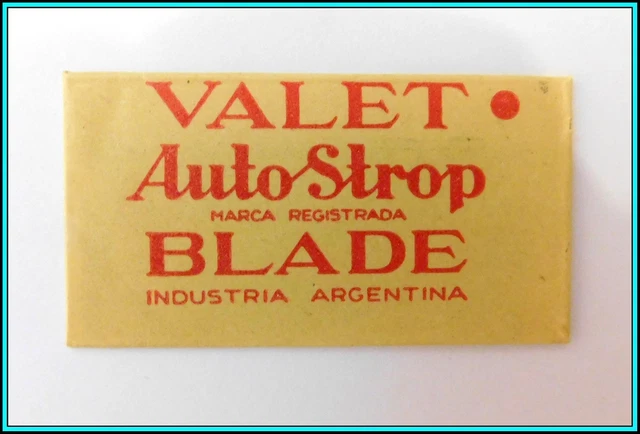 VALET
AutoStrop
MARCA REGISTRADA
BLADE
INDUSTRIA ARGENTINA